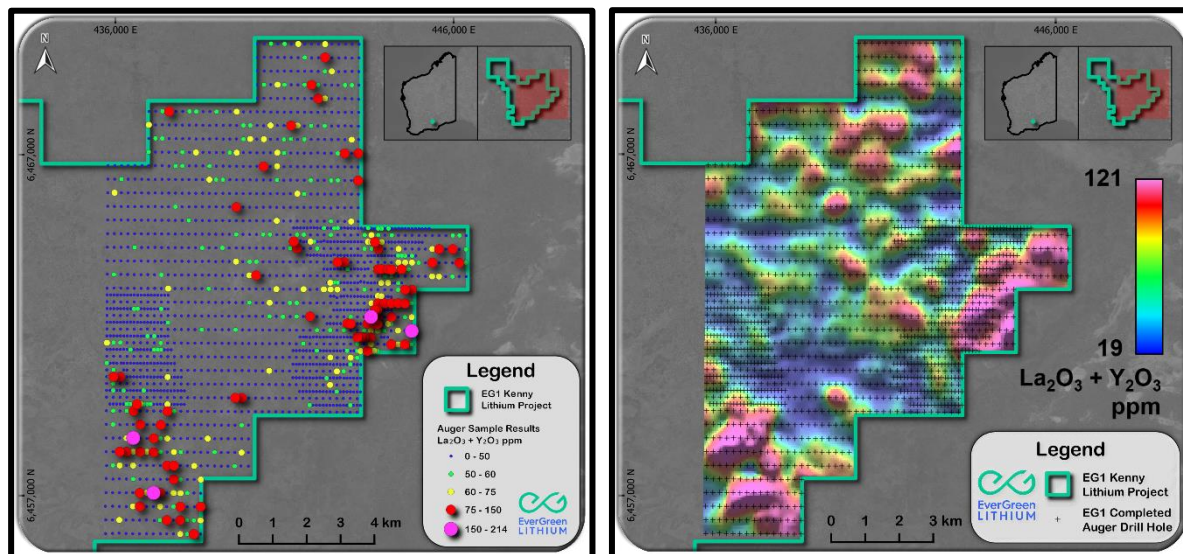 436,000 E
446,000 E
N
6,467,000 N
6,457,000 N
Legend
EG1 Kenny
Lithium Project
Auger Sample Results
La₂O₃ + Y₂O₃ ppm
0 - 50
50 - 60
60 - 75
75 - 150
150 - 214
EverGreen
LITHIUM
0 1 2 3 4 km
436,000 E
446,000 E
N
6,467,000 N
6,457,000 N
121
19
La₂O₃ + Y₂O₃
ppm
Legend
EG1 Kenny
Lithium Project
EG1 Completed
Auger Drill Hole
EverGreen
LITHIUM
0 1 2 3 km